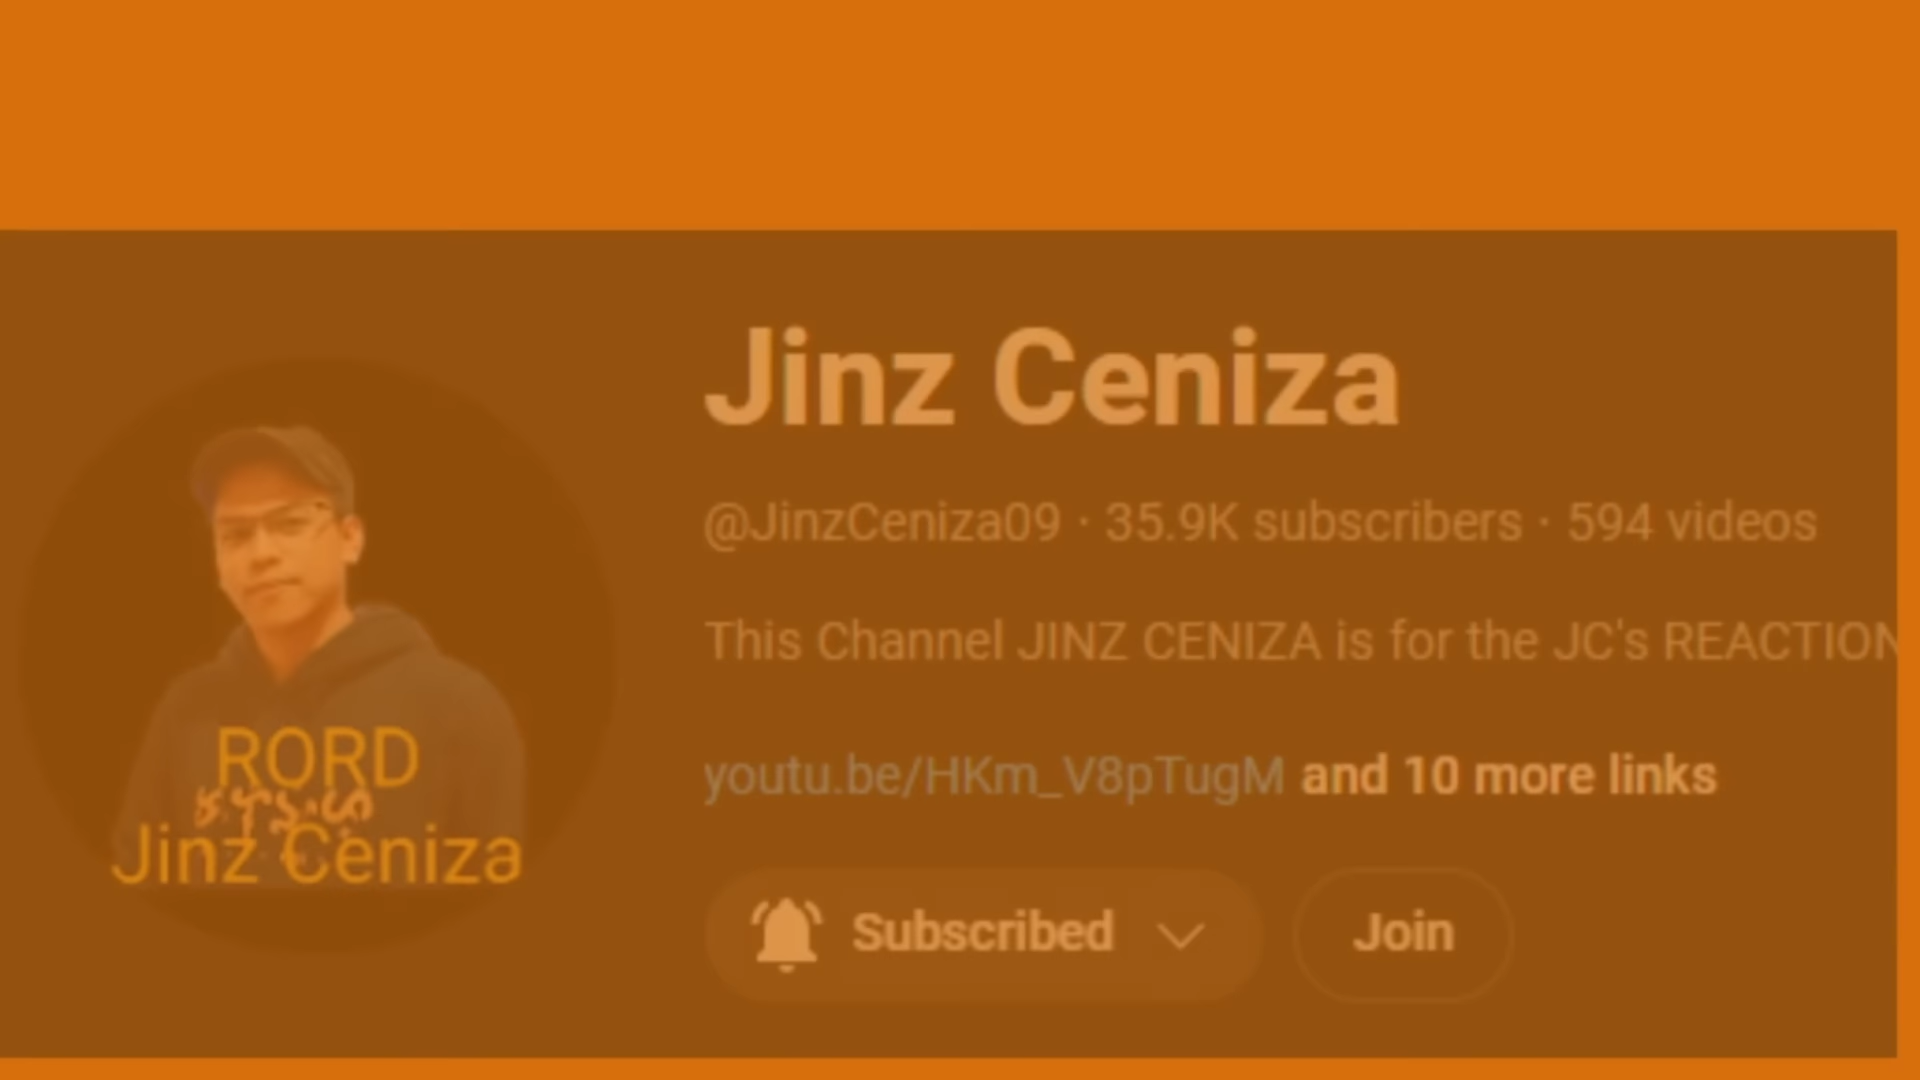 Jinz Ceniza
@JinzCeniza09 · 35.9K subscribers · 594 videos
This Channel JINZ CENIZA is for the JC's REACTION
youtu.be/HKm_V8pTugM and 10 more links
Subscribed
Join
RORD
Jinz Ceniza